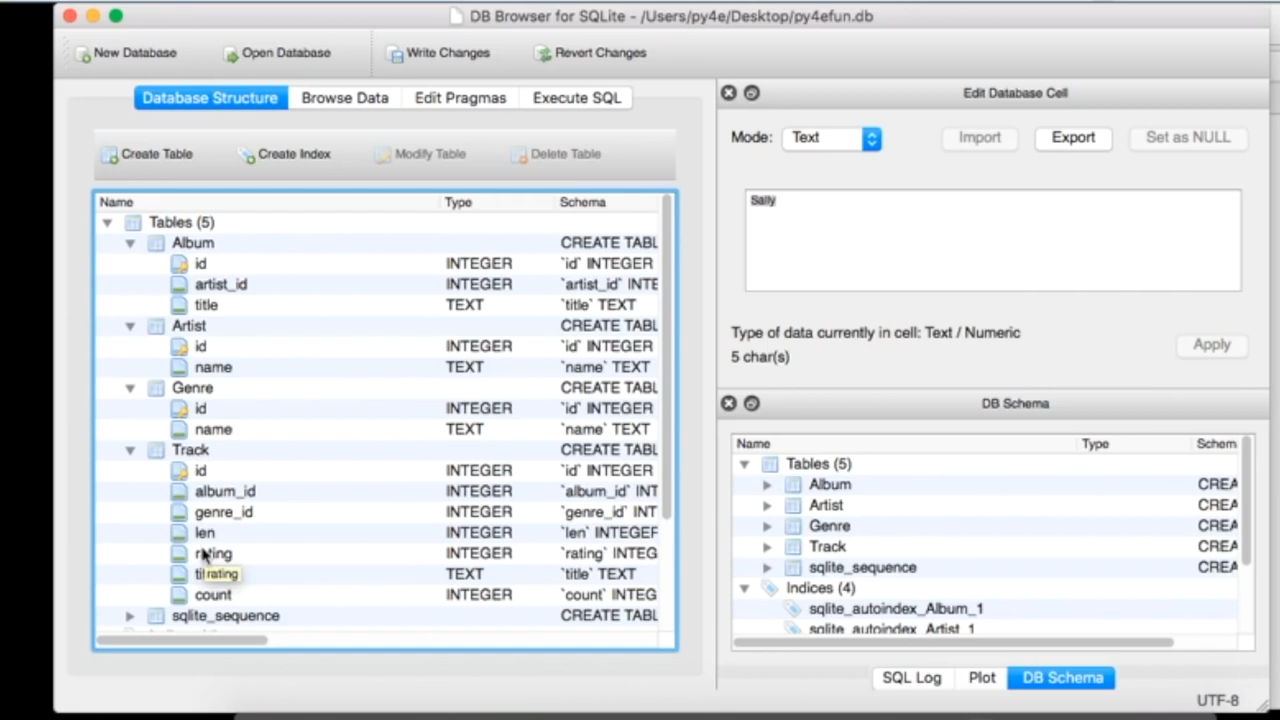 DB Browser for SQLite - /Users/py4e/Desktop/py4efun.db
New Database Open Database Write Changes Revert Changes
Database Structure Browse Data Edit Pragmas Execute SQL
Create Table Create Index Modify Table Delete Table
Name Type Schema
Tables (5)
Album CREATE TABL
id INTEGER `id` INTEGER
artist_id INTEGER `artist_id` INTE
title TEXT `title` TEXT
Artist CREATE TABL
id INTEGER `id` INTEGER
name TEXT `name` TEXT
Genre CREATE TABL
id INTEGER `id` INTEGER
name TEXT `name` TEXT
Track CREATE TABL
id INTEGER `id` INTEGER
album_id INTEGER `album_id` INT
genre_id INTEGER `genre_id` INT
len INTEGER `len` INTEGER
rating INTEGER `rating` INTEG
rating TEXT `title` TEXT
count INTEGER `count` INTEG
sqlite_sequence CREATE TABL
Edit Database Cell
Mode: Text Import Export Set as NULL
Sally
Type of data currently in cell: Text / Numeric
5 char(s)
Apply
DB Schema
Name Type Schem
Tables (5)
Album CREA
Artist CREA
Genre CREA
Track CREA
sqlite_sequence CREA
Indices (4)
sqlite_autoindex_Album_1
sqlite_autoindex_Artist_1
SQL Log Plot DB Schema
UTF-8